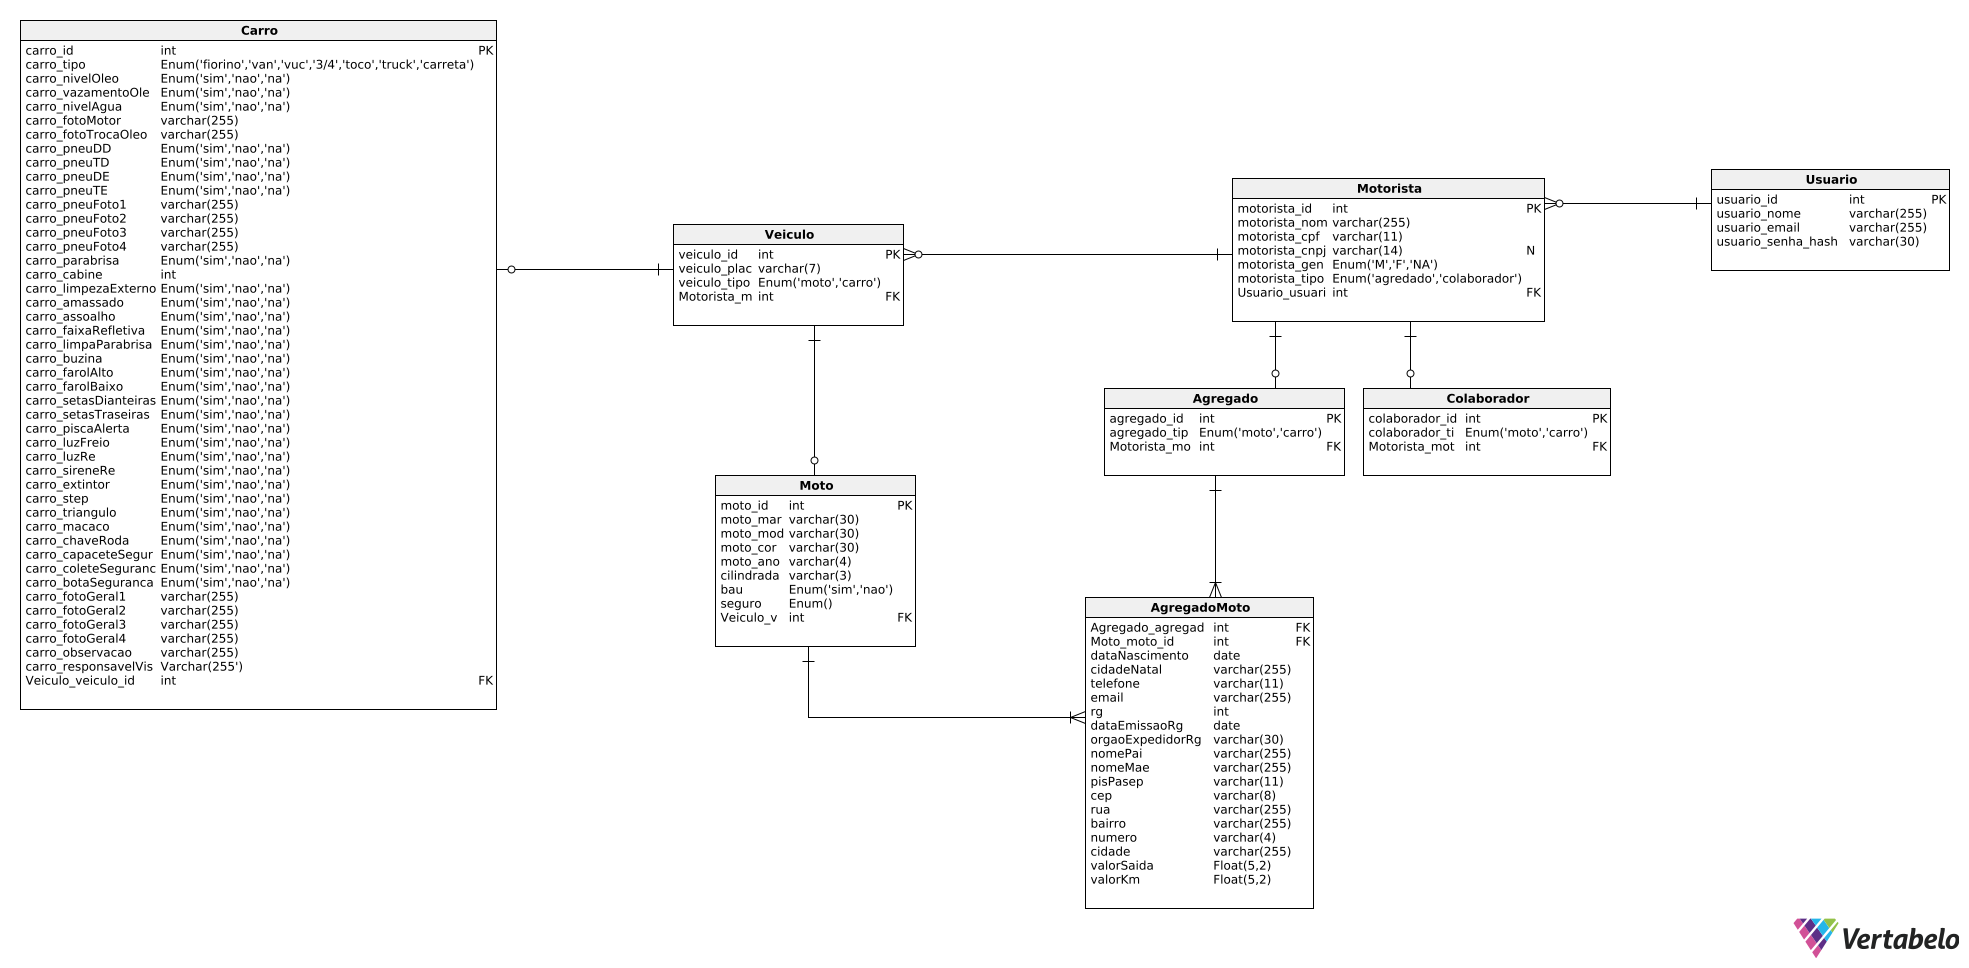 Carro
carro_id int PK
carro_tipo Enum('fiorino','van','vuc','3/4','toco','truck','carreta')
carro_nivelOleo Enum('sim','nao','na')
carro_vazamentoOle Enum('sim','nao','na')
carro_nivelAgua Enum('sim','nao','na')
carro_fotoMotor varchar(255)
carro_fotoTrocaOleo varchar(255)
carro_pneuDD Enum('sim','nao','na')
carro_pneuTD Enum('sim','nao','na')
carro_pneuDE Enum('sim','nao','na')
carro_pneuTE Enum('sim','nao','na')
carro_pneuFoto1 varchar(255)
carro_pneuFoto2 varchar(255)
carro_pneuFoto3 varchar(255)
carro_pneuFoto4 varchar(255)
carro_parabrisa Enum('sim','nao','na')
carro_cabine int
carro_limpezaExterno Enum('sim','nao','na')
carro_amassado Enum('sim','nao','na')
carro_assoalho Enum('sim','nao','na')
carro_faixaRefletiva Enum('sim','nao','na')
carro_limpaParabrisa Enum('sim','nao','na')
carro_buzina Enum('sim','nao','na')
carro_farolAlto Enum('sim','nao','na')
carro_farolBaixo Enum('sim','nao','na')
carro_setasDianteiras Enum('sim','nao','na')
carro_setasTraseiras Enum('sim','nao','na')
carro_piscaAlerta Enum('sim','nao','na')
carro_luzFreio Enum('sim','nao','na')
carro_luzRe Enum('sim','nao','na')
carro_sireneRe Enum('sim','nao','na')
carro_extintor Enum('sim','nao','na')
carro_step Enum('sim','nao','na')
carro_triangulo Enum('sim','nao','na')
carro_macaco Enum('sim','nao','na')
carro_chaveRoda Enum('sim','nao','na')
carro_capaceteSegur Enum('sim','nao','na')
carro_coleteSeguranc Enum('sim','nao','na')
carro_botaSeguranca Enum('sim','nao','na')
carro_fotoGeral1 varchar(255)
carro_fotoGeral2 varchar(255)
carro_fotoGeral3 varchar(255)
carro_fotoGeral4 varchar(255)
carro_observacao varchar(255)
carro_responsavelVis Varchar(255')
Veiculo_veiculo_id int FK
Veiculo
veiculo_id int PK
veiculo_plac varchar(7)
veiculo_tipo Enum('moto','carro')
Motorista_m int FK
Moto
moto_id int PK
moto_mar varchar(30)
moto_mod varchar(30)
moto_cor varchar(30)
moto_ano varchar(4)
cilindrada varchar(3)
bau Enum('sim','nao')
seguro Enum()
Veiculo_v int FK
Motorista
motorista_id int PK
motorista_nom varchar(255)
motorista_cpf varchar(11)
motorista_cnpj varchar(14) N
motorista_gen Enum('M','F','NA')
motorista_tipo Enum('agredado','colaborador')
Usuario_usuari int FK
Usuario
usuario_id int PK
usuario_nome varchar(255)
usuario_email varchar(255)
usuario_senha_hash varchar(30)
Agregado
agregado_id int PK
agregado_tip Enum('moto','carro')
Motorista_mo int FK
Colaborador
colaborador_id int PK
colaborador_ti Enum('moto','carro')
Motorista_mot int FK
AgregadoMoto
Agregado_agregad int FK
Moto_moto_id int FK
dataNascimento date
cidadeNatal varchar(255)
telefone varchar(11)
email varchar(255)
rg int
dataEmissaoRg date
orgaoExpedidorRg varchar(30)
nomePai varchar(255)
nomeMae varchar(255)
pisPasep varchar(11)
cep varchar(8)
rua varchar(255)
bairro varchar(255)
numero varchar(4)
cidade varchar(255)
valorSaida Float(5,2)
valorKm Float(5,2)
Vertabelo